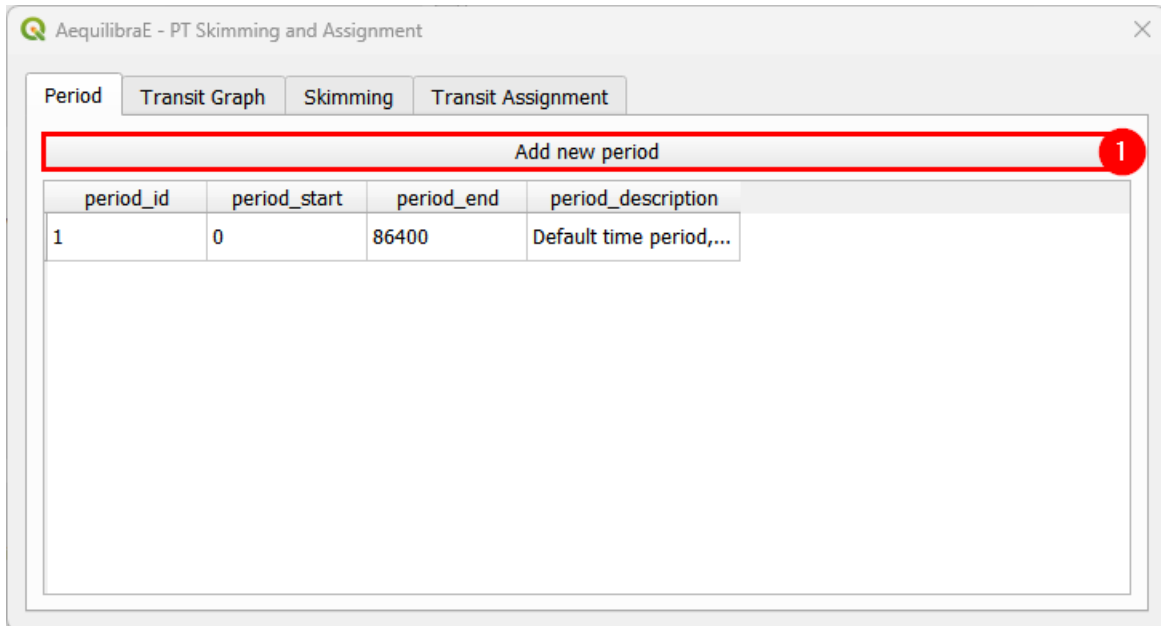 AequilibraE - PT Skimming and Assignment
Period Transit Graph Skimming Transit Assignment
Add new period 1
period_id period_start period_end period_description
1 0 86400 Default time period,...